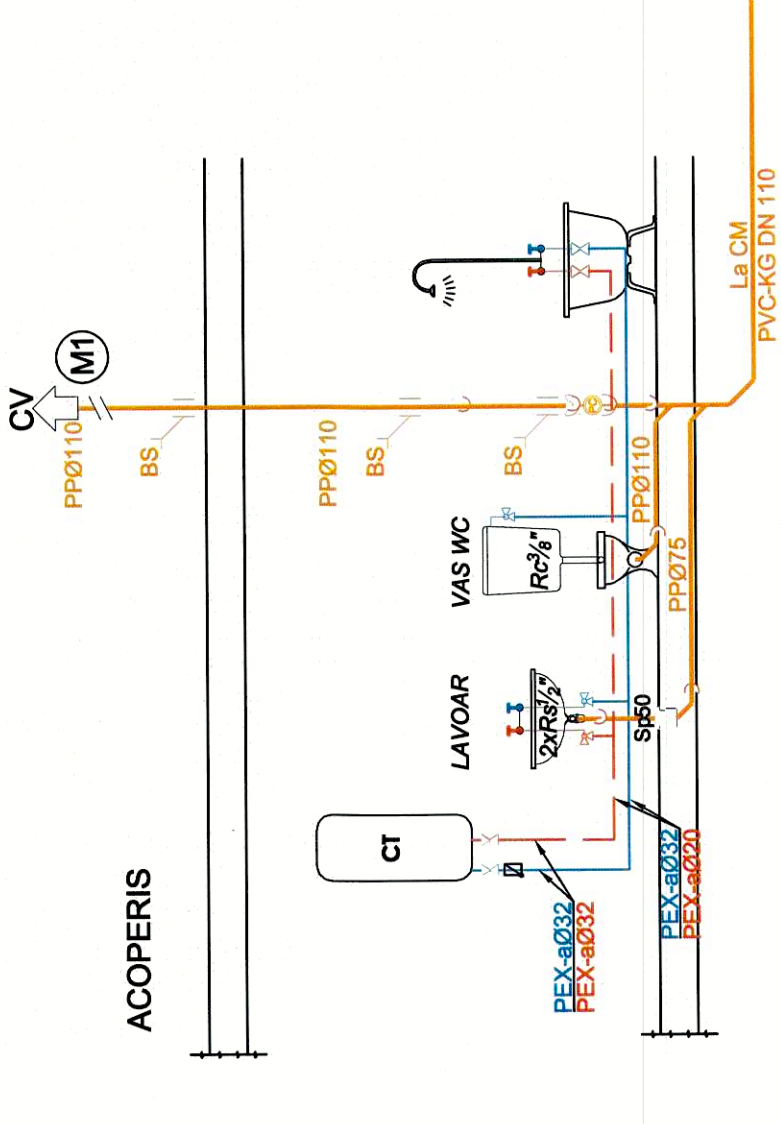 CV
M1
PPØ110
BS
ACOPERIS
PPØ110
BS
BS
VAS WC
Rc3/8"
PPØ110
PPØ75
LAVOAR
2xRs1/2"
Sp50
CT
PEX-aØ32
PEX-aØ32
PEX-aØ32
PEX-aØ20
PC
La CM
PVC-KG DN 110